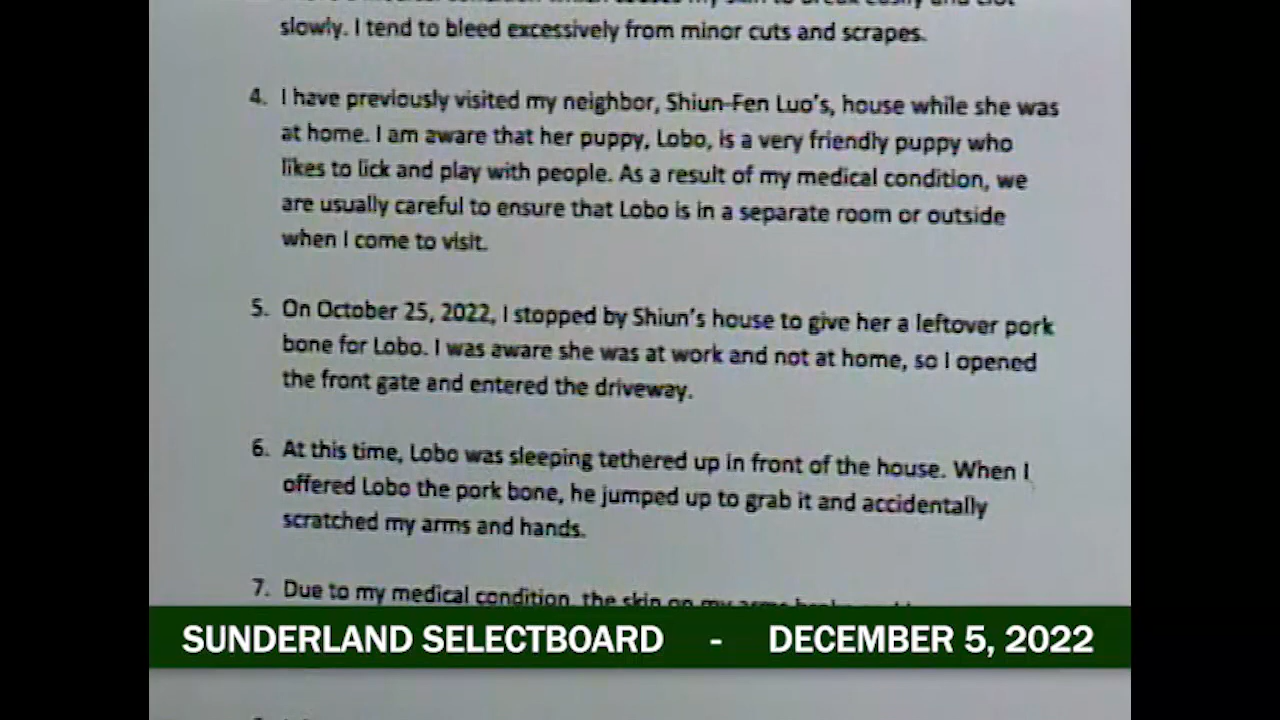 slowly. I tend to bleed excessively from minor cuts and scrapes.
4. I have previously visited my neighbor, Shiun-Fen Luo's, house while she was
at home. I am aware that her puppy, Lobo, is a very friendly puppy who
likes to lick and play with people. As a result of my medical condition, we
are usually careful to ensure that Lobo is in a separate room or outside
when I come to visit.
5. On October 25, 2022, I stopped by Shiun's house to give her a leftover pork
bone for Lobo. I was aware she was at work and not at home, so I opened
the front gate and entered the driveway.
6. At this time, Lobo was sleeping tethered up in front of the house. When I
offered Lobo the pork bone, he jumped up to grab it and accidentally
scratched my arms and hands.
7. Due to my medical condition, the skin on my arms
SUNDERLAND SELECTBOARD - DECEMBER 5, 2022